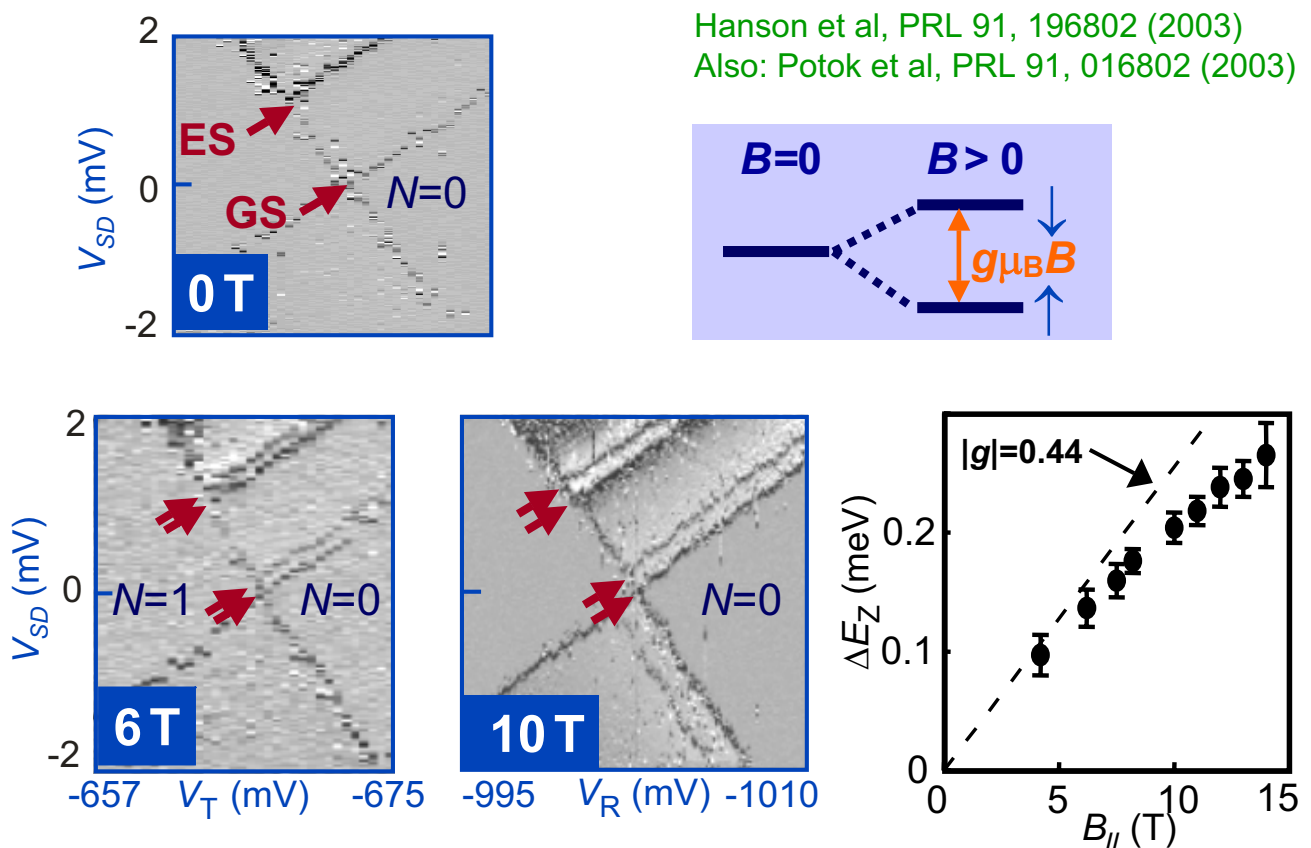 Hanson et al, PRL 91, 196802 (2003)
Also: Potok et al, PRL 91, 016802 (2003)
2
0
-2
V_SD (mV)
ES
GS
N=0
0 T
B=0
B > 0
gμ_BB
2
0
-2
V_SD (mV)
N=1
N=0
6 T
-657
V_T (mV)
-675
N=0
10 T
-995
V_R (mV)
-1010
|g|=0.44
0.2
0.1
0
ΔE_Z (meV)
0
5
10
15
B_// (T)